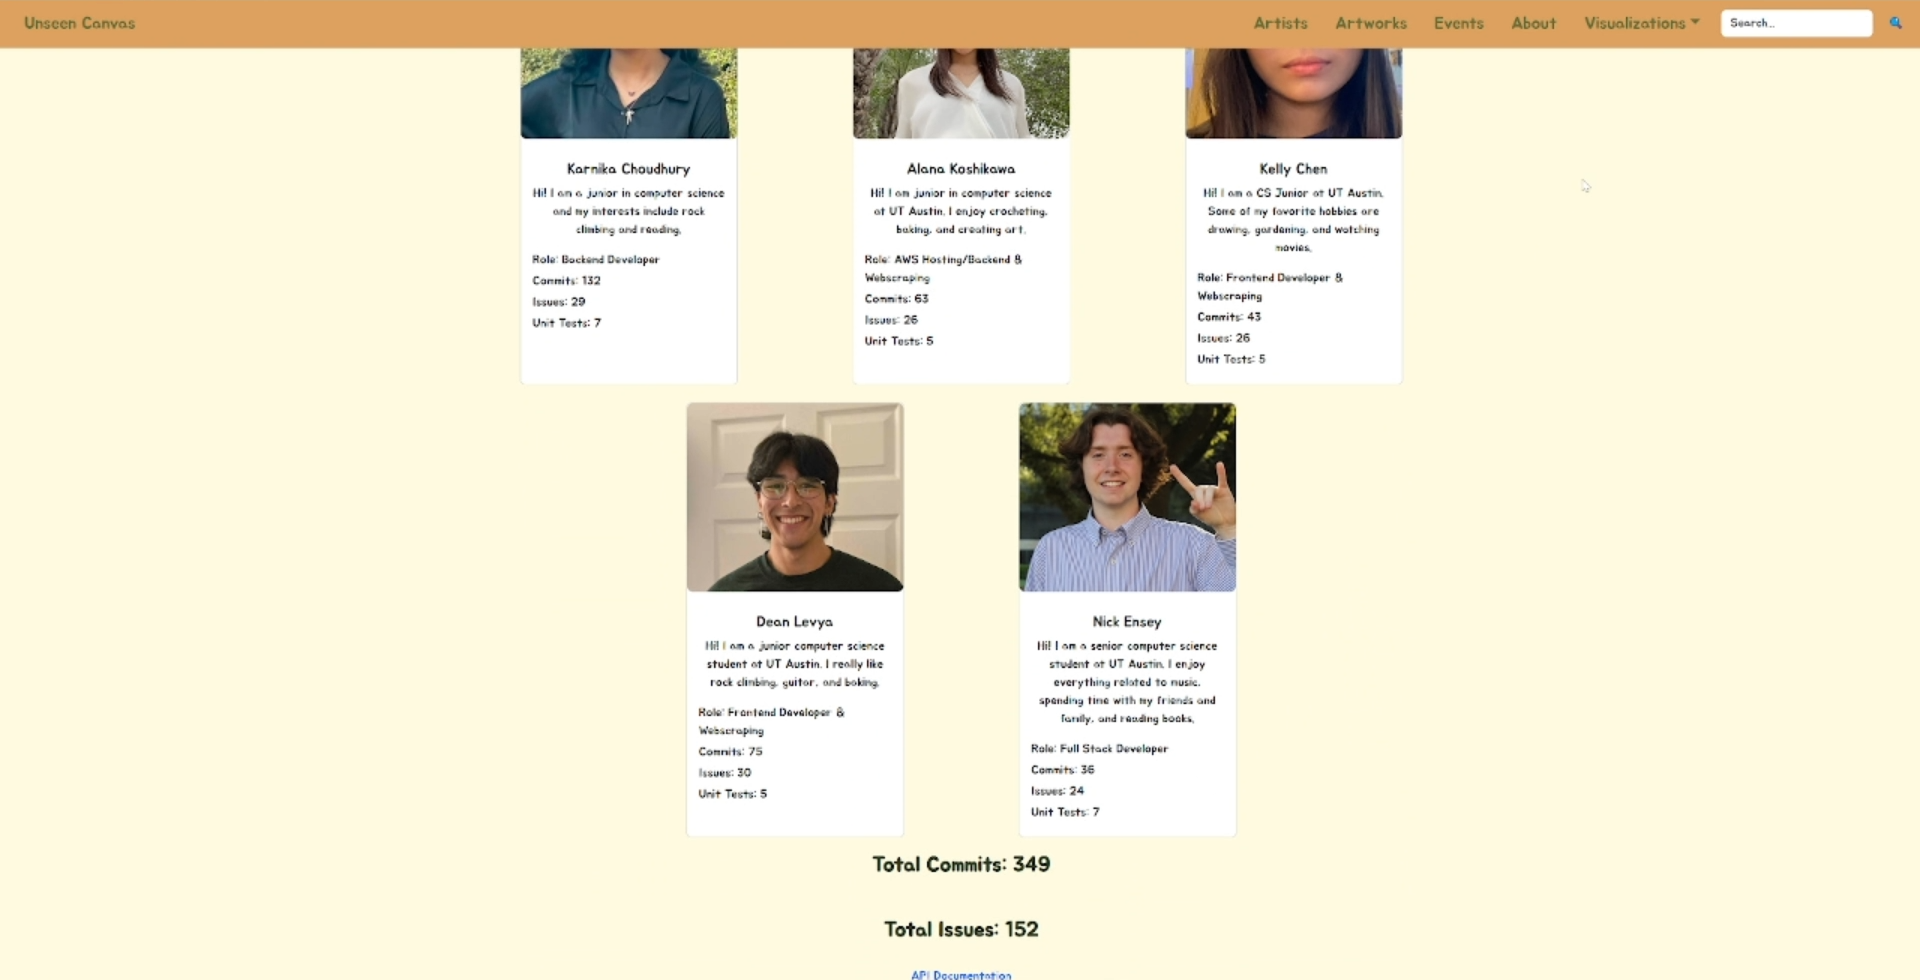 Unseen Canvas
Artists
Artworks
Events
About
Visualizations
Search..
Karnika Choudhury
Hi! I am a junior in computer science
and my interests include rock
climbing and reading.
Role: Backend Developer
Commits: 132
Issues: 29
Unit Tests: 7
Alana Koshikawa
Hi! I am junior in computer science
at UT Austin. I enjoy crocheting,
baking, and creating art.
Role: AWS Hosting/Backend &
Webscraping
Commits: 63
Issues: 26
Unit Tests: 5
Kelly Chen
Hi! I am a CS Junior at UT Austin.
Some of my favorite hobbies are
drawing, gardening, and watching
movies.
Role: Frontend Developer &
Webscraping
Commits: 43
Issues: 26
Unit Tests: 5
Dean Levya
Hi! I am a junior computer science
student at UT Austin. I really like
rock climbing, guitar, and baking.
Role: Frontend Developer &
Webscraping
Commits: 75
Issues: 30
Unit Tests: 5
Nick Ensey
Hi! I am a senior computer science
student at UT Austin. I enjoy
everything related to music,
spending time with my friends and
family, and reading books.
Role: Full Stack Developer
Commits: 36
Issues: 24
Unit Tests: 7
Total Commits: 349
Total Issues: 152
API Documentation